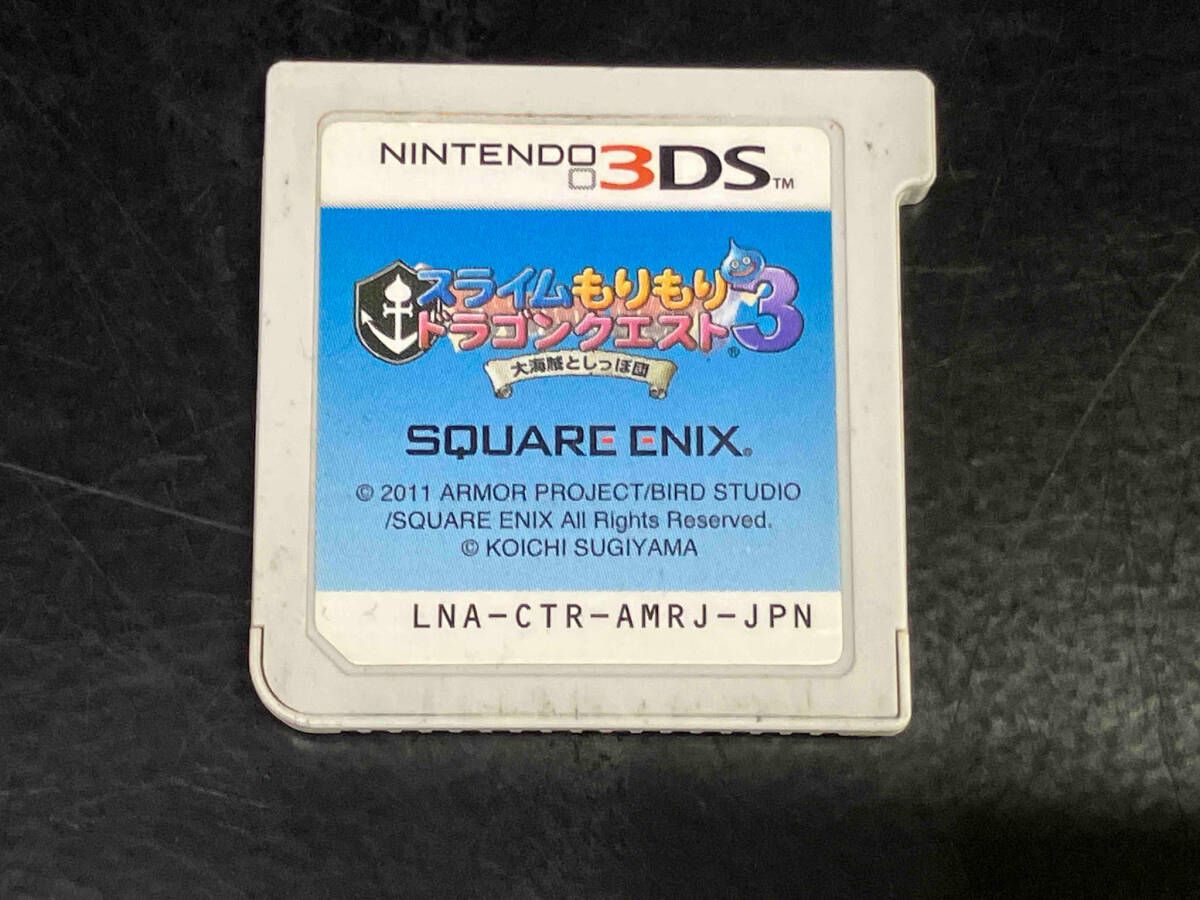 NINTENDO 3DS™
スライムもりもり
ドラゴンクエスト3®
大海賊としっぽ団
SQUARE ENIX®
© 2011 ARMOR PROJECT/BIRD STUDIO
/SQUARE ENIX All Rights Reserved.
© KOICHI SUGIYAMA
LNA-CTR-AMRJ-JPN